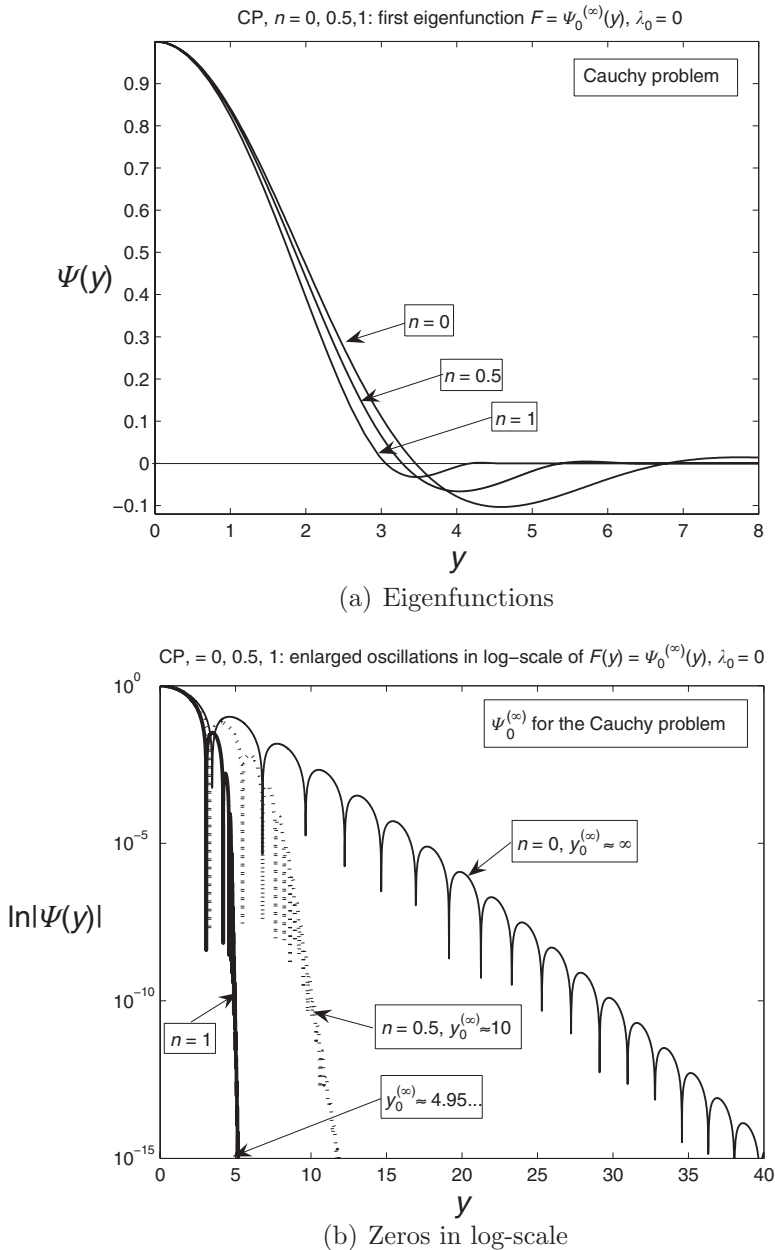 CP, n = 0, 0.5,1: first eigenfunction F = Ψ₀⁽∞⁾(y), λ₀ = 0
Cauchy problem
0.9
0.8
0.7
0.6
0.5
Ψ(y)
0.4
0.3
n = 0
n = 0.5
0.2
n = 1
0.1
0
−0.1
0 1 2 3 4 5 6 7 8
y
(a) Eigenfunctions
CP, = 0, 0.5, 1: enlarged oscillations in log−scale of F(y) = Ψ₀⁽∞⁾(y), λ₀ = 0
10⁰
Ψ₀⁽∞⁾ for the Cauchy problem
10⁻⁵
n = 0, y₀⁽∞⁾ ≈ ∞
ln|Ψ(y)|
10⁻¹⁰
n = 1
n = 0.5, y₀⁽∞⁾≈10
y₀⁽∞⁾≈ 4.95...
10⁻¹⁵
0 5 10 15 20 25 30 35 40
y
(b) Zeros in log-scale